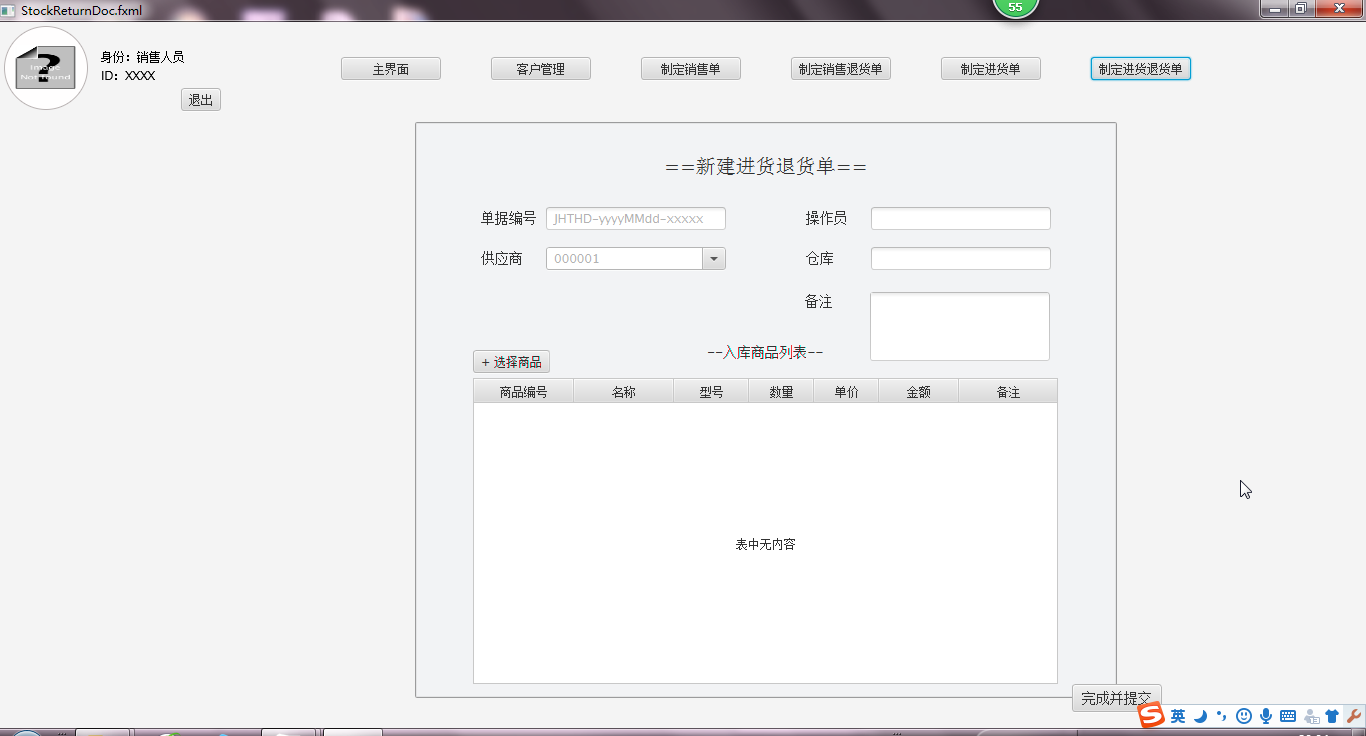 StockReturnDoc.fxml
55
身份：销售人员
ID：XXXX
退出
Image
Not Found
主界面
客户管理
制定销售单
制定销售退货单
制定进货单
制定进货退货单
==新建进货退货单==
单据编号 JHTHD-yyyyMMdd-xxxxx 操作员
供应商 000001 仓库
备注
--入库商品列表--
+ 选择商品
商品编号 名称 型号 数量 单价 金额 备注
表中无内容
完成并提交
英